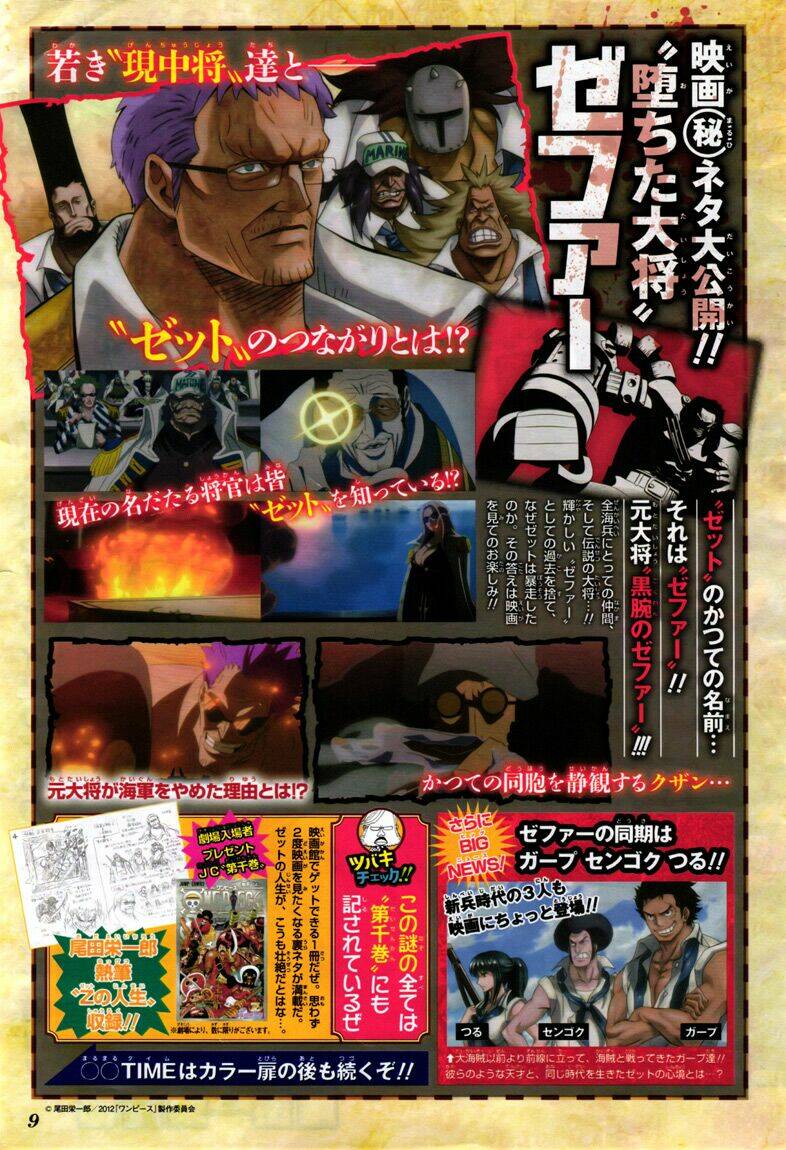 映画㊙ネタ大公開!!
〝堕ちた大将〟
ゼファー
若き〝現中将〟達と――
MARINE
〝ゼット〟のつながりとは!?
現在の名だたる将官は皆
〝ゼット〟を知っている!?
〝ゼット〟のかつての名前…
それは〝ゼファー〟!!
元大将〝黒腕のゼファー〟!!!
全海兵にとっての仲間、
そして伝説の大将…!!
輝かしい〝ゼファー〟
としての過去を捨て、
なぜゼットは暴走した
のか。その答えは映画
を見てのお楽しみ!!
元大将が海軍をやめた理由とは!?
かつての同胞を静観するクザン…
さらに
BIG
NEWS!
ゼファーの同期は
ガープ センゴク つる!!
新兵時代の3人も
映画にちょっと登場!!
つる
センゴク
ガープ
↑大海賊以前より前線に立って、海賊と戦ってきたガープ達!!
彼らのような天才と、同じ時代を生きたゼットの心境とは…?
ツバキ
チェック!!
この謎の全ては
〝第千巻〟にも
記されているぜ
映画館でゲットできる1冊だぜ。思わず
2度映画を見たくなる裏ネタが満載だ。
ゼットの人生が、こうも壮絶だとはな…。
劇場入場者
プレゼント
JC〝第千巻〟
ONE PIECE
※劇場により、数に限りがございます。
尾田栄一郎
熱筆
〝Zの人生〟
収録!!
○○TIMEはカラー扉の後も続くぞ!!
© 尾田栄一郎/2012「ワンピース」製作委員会
9